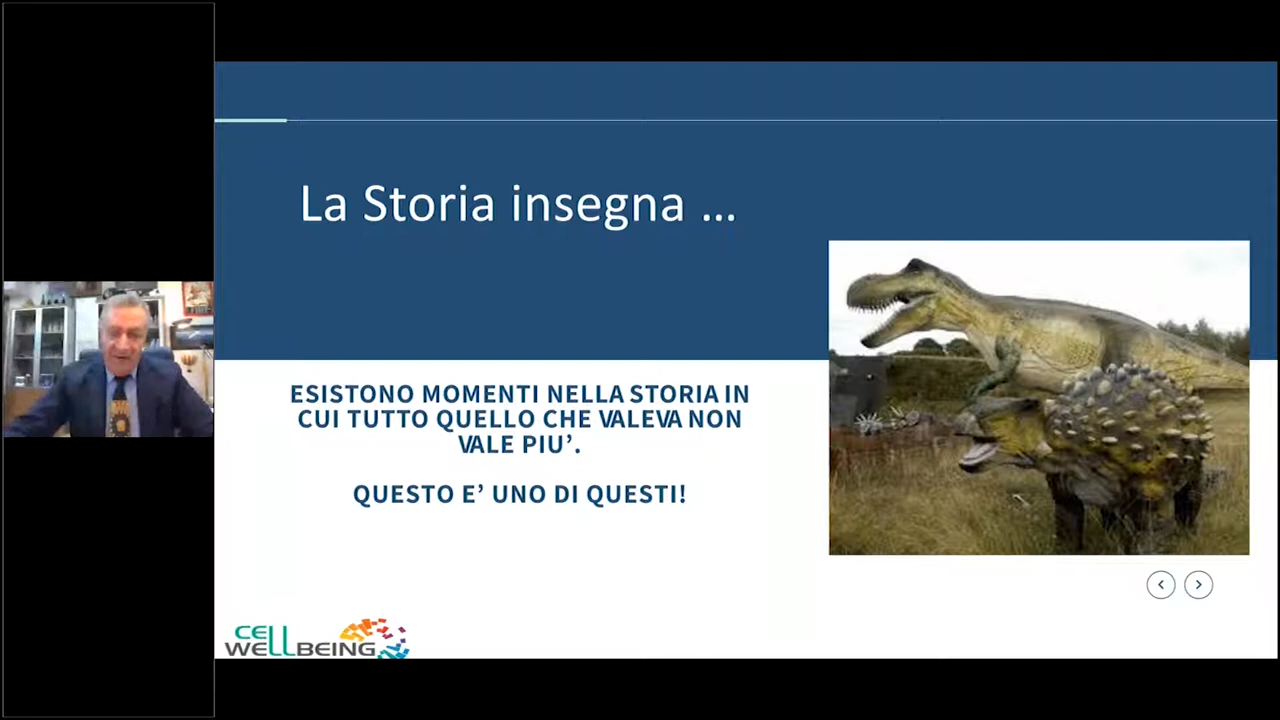 La Storia insegna ...
ESISTONO MOMENTI NELLA STORIA IN
CUI TUTTO QUELLO CHE VALEVA NON
VALE PIU’.
QUESTO E’ UNO DI QUESTI!
CELL
WELLBEING